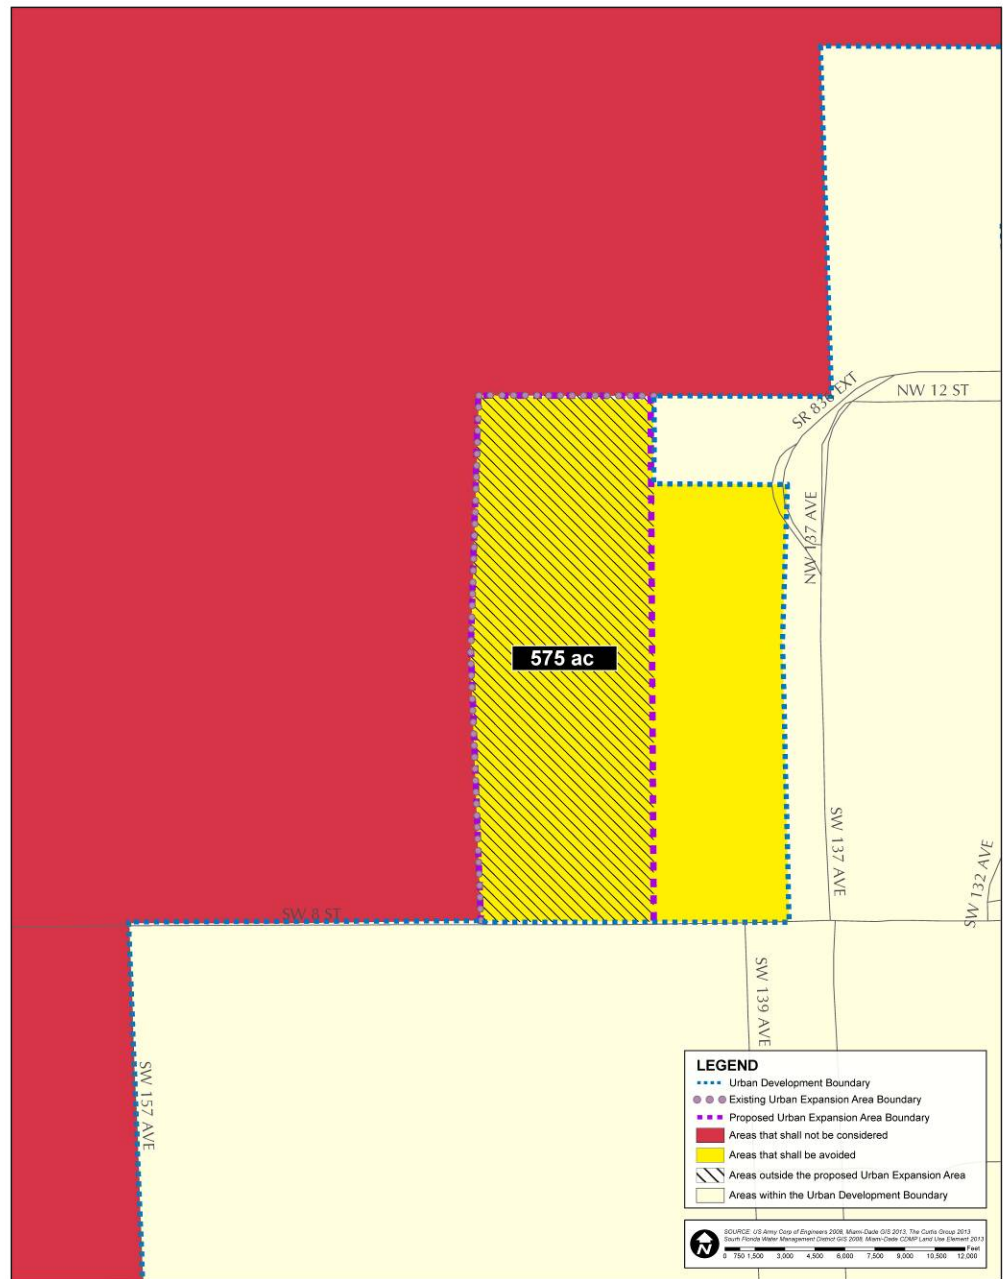 SR 836 EXT
NW 12 ST
NW 137 AVE
575 ac
SW 137 AVE
SW 132 AVE
SW 8 ST
SW 139 AVE
SW 157 AVE
LEGEND
Urban Development Boundary
Existing Urban Expansion Area Boundary
Proposed Urban Expansion Area Boundary
Areas that shall not be considered
Areas that shall be avoided
Areas outside the proposed Urban Expansion Area
Areas within the Urban Development Boundary
N
SOURCE: US Army Corp of Engineers 2008, Miami-Dade GIS 2013, The Curtis Group 2013
South Florida Water Management District GIS 2008, Miami-Dade CDMP Land Use Element 2013
Feet
0 750 1,500 3,000 4,500 6,000 7,500 9,000 10,500 12,000